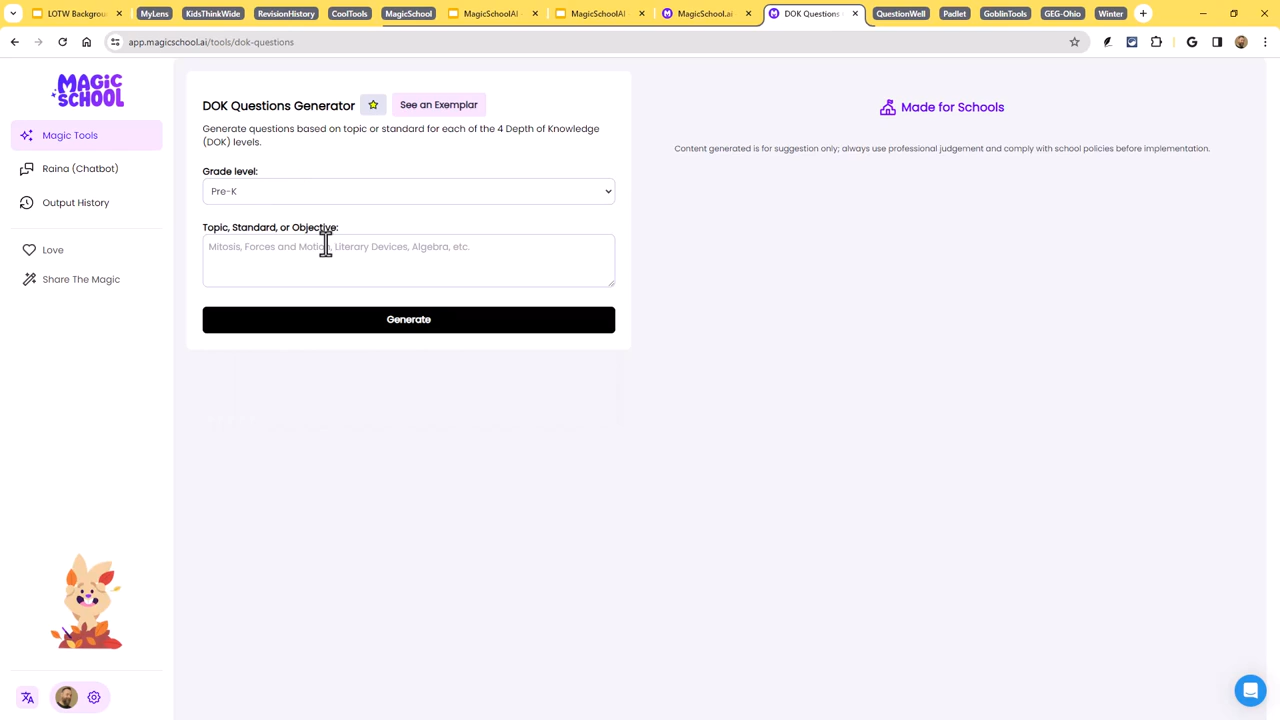 LOTW Backgrou
MyLens
KidsThinkWide
RevisionHistory
CoolTools
MagicSchool
MagicSchoolAI
MagicSchoolAI
MagicSchool.ai
DOK Questions
QuestionWell
Padlet
GoblinTools
GEG-Ohio
Winter
app.magicschool.ai/tools/dok-questions
MAGIC
SCHOOL
Magic Tools
Raina (Chatbot)
Output History
Love
Share The Magic
DOK Questions Generator
See an Exemplar
Generate questions based on topic or standard for each of the 4 Depth of Knowledge
(DOK) levels.
Grade level:
Pre-K
Topic, Standard, or Objective:
Mitosis, Forces and Motion, Literary Devices, Algebra, etc.
Generate
Made for Schools
Content generated is for suggestion only; always use professional judgement and comply with school policies before implementation.